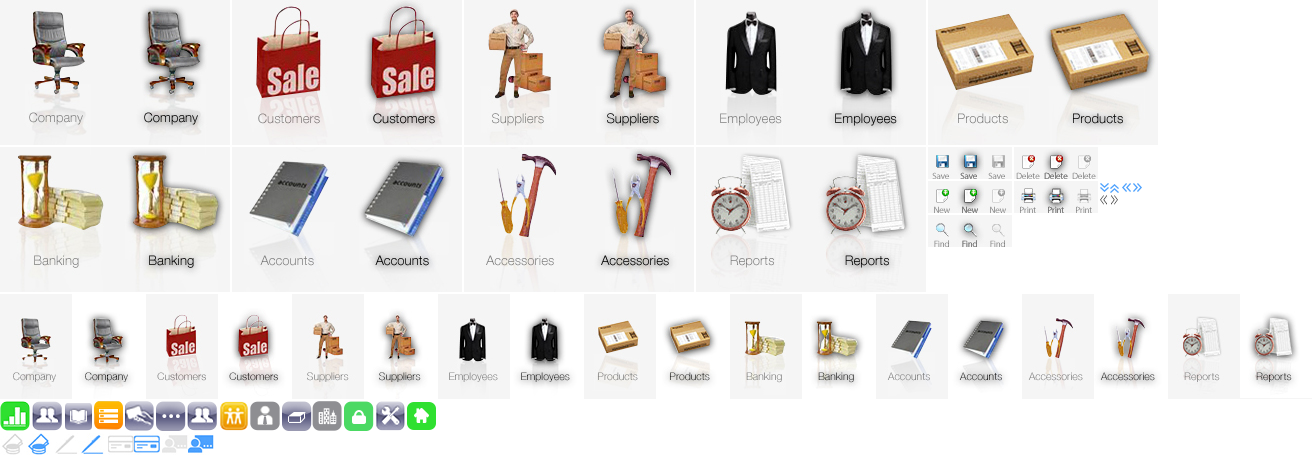 Sale Sale
Company Company Customers Customers Suppliers Suppliers Employees Employees Products Products
accounts accounts
Save Save Save Delete Delete Delete
New New New Print Print Print
Find Find Find
Banking Banking Accounts Accounts Accessories Accessories Reports Reports
Sale Sale
Company Company Customers Customers Suppliers Suppliers Employees Employees Products Products Banking Banking Accounts Accounts Accessories Accessories Reports Reports